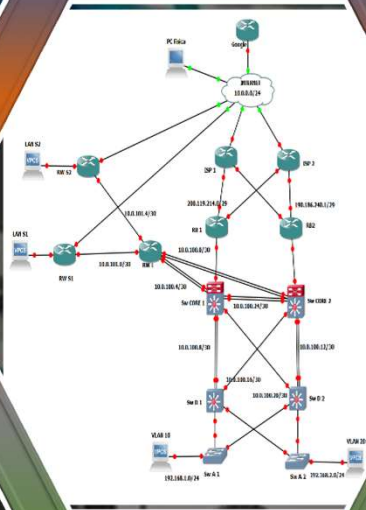 Google
PC Fisica
INTERNET
10.0.0.0/24
LAN S2
VPCS
RW S2
ISP 1
ISP 2
10.0.101.4/30
200.119.214.0/29
190.186.248.1/29
LAN S1
RB 1
RB2
VPCS
10.0.100.0/30
RW S1
10.0.101.0/30
RW 1
10.0.100.4/30
Sw CORE 1
10.0.100.24/30
Sw CORE 2
10.0.100.8/30
10.0.100.12/30
10.0.100.16/30
Sw D 1
10.0.100.20/30
Sw D 2
VLAN 10
VLAN 20
VPCS
Sw A 1
Sw A 2
192.168.1.0/24
192.168.2.0/24